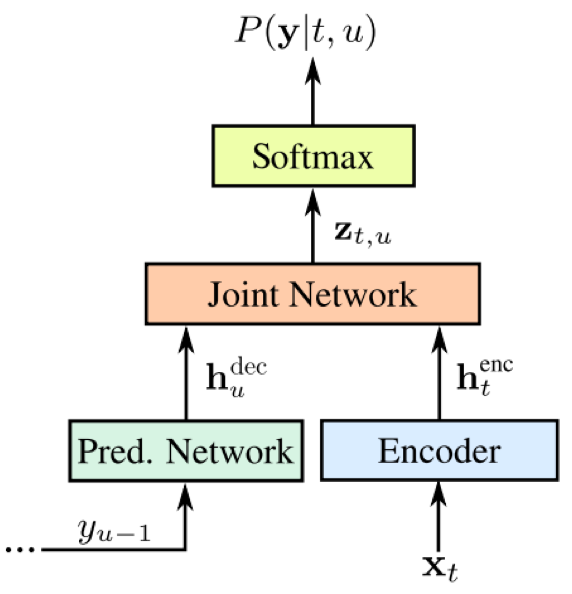 P(y|t, u)
Softmax
z_{t,u}
Joint Network
h_u^{dec}
h_t^{enc}
Pred. Network
Encoder
y_{u−1}
...
x_t